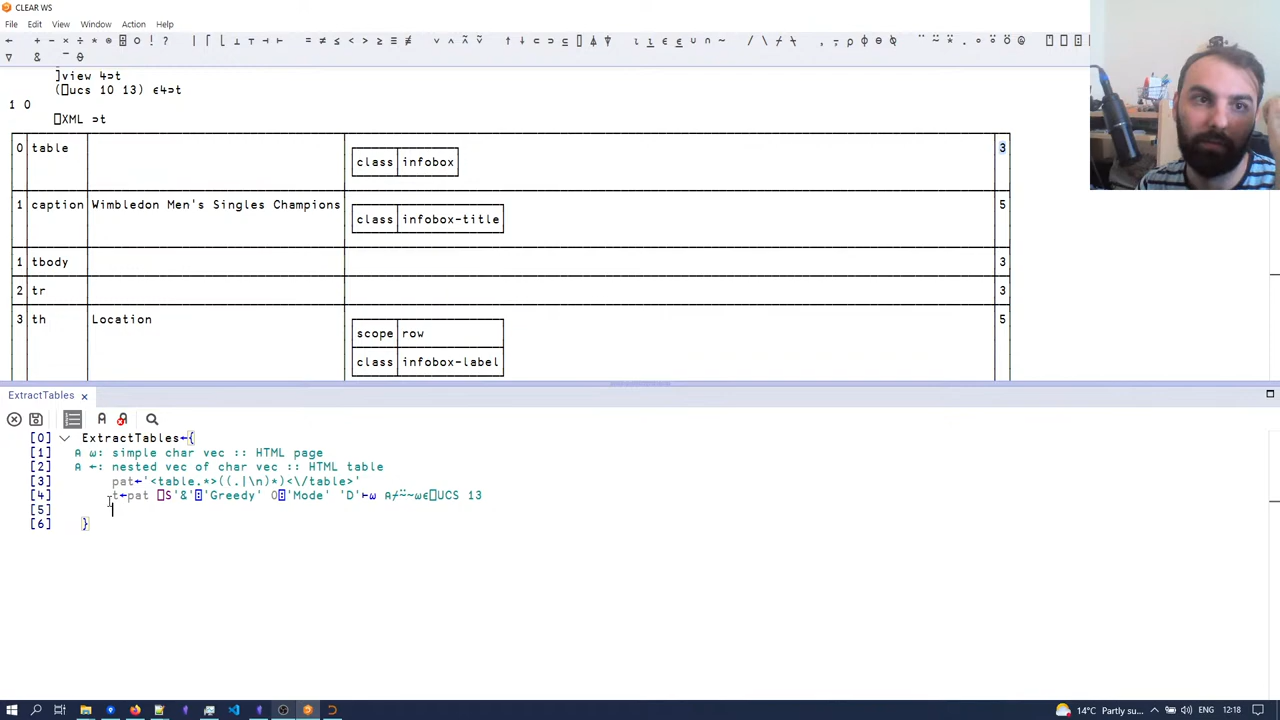 CLEAR WS
File Edit View Window Action Help
← + - × ÷ * ⍟ ⌹ ○ ! ? | ⌈ ⌊ ⊥ ⊤ ⊣ ⊢ = ≠ ≤ < > ≥ ≡ ≢ ∨ ∧ ⍲ ⍱ ↑ ↓ ⊂ ⊃ ⊆ ⌷ ⍋ ⍒ ⍳ ⍸ ∊ ⍷ ∪ ∩ ~ / \ ⌿ ⍀ , ⍪ ⍴ ⌽ ⊖ ⍉ ¨ ⍨ ⍣ . ∘ ⍤ ⍥ @
∇ & ¯ ⍬
]view 4⊃t
(⎕ucs 10 13) ∊4⊃t
1 0
⎕XML ⊃t
0 table class infobox 3
1 caption Wimbledon Men's Singles Champions class infobox-title 5
1 tbody 3
2 tr 3
3 th Location scope row 5
class infobox-label
ExtractTables ×
[0] ExtractTables←{
[1] ⍝ ⍵: simple char vec :: HTML page
[2] ⍝ ←: nested vec of char vec :: HTML table
[3] pat←'<table.*>((.|\n)*)<\/table>'
[4] t←pat ⎕S'&'⍠'Greedy' 0⍠'Mode' 'D'⊢⍵ ⍝⌿⍨~⍵∊⎕UCS 13
[5]
[6] }
14°C Partly su... ENG 12:18